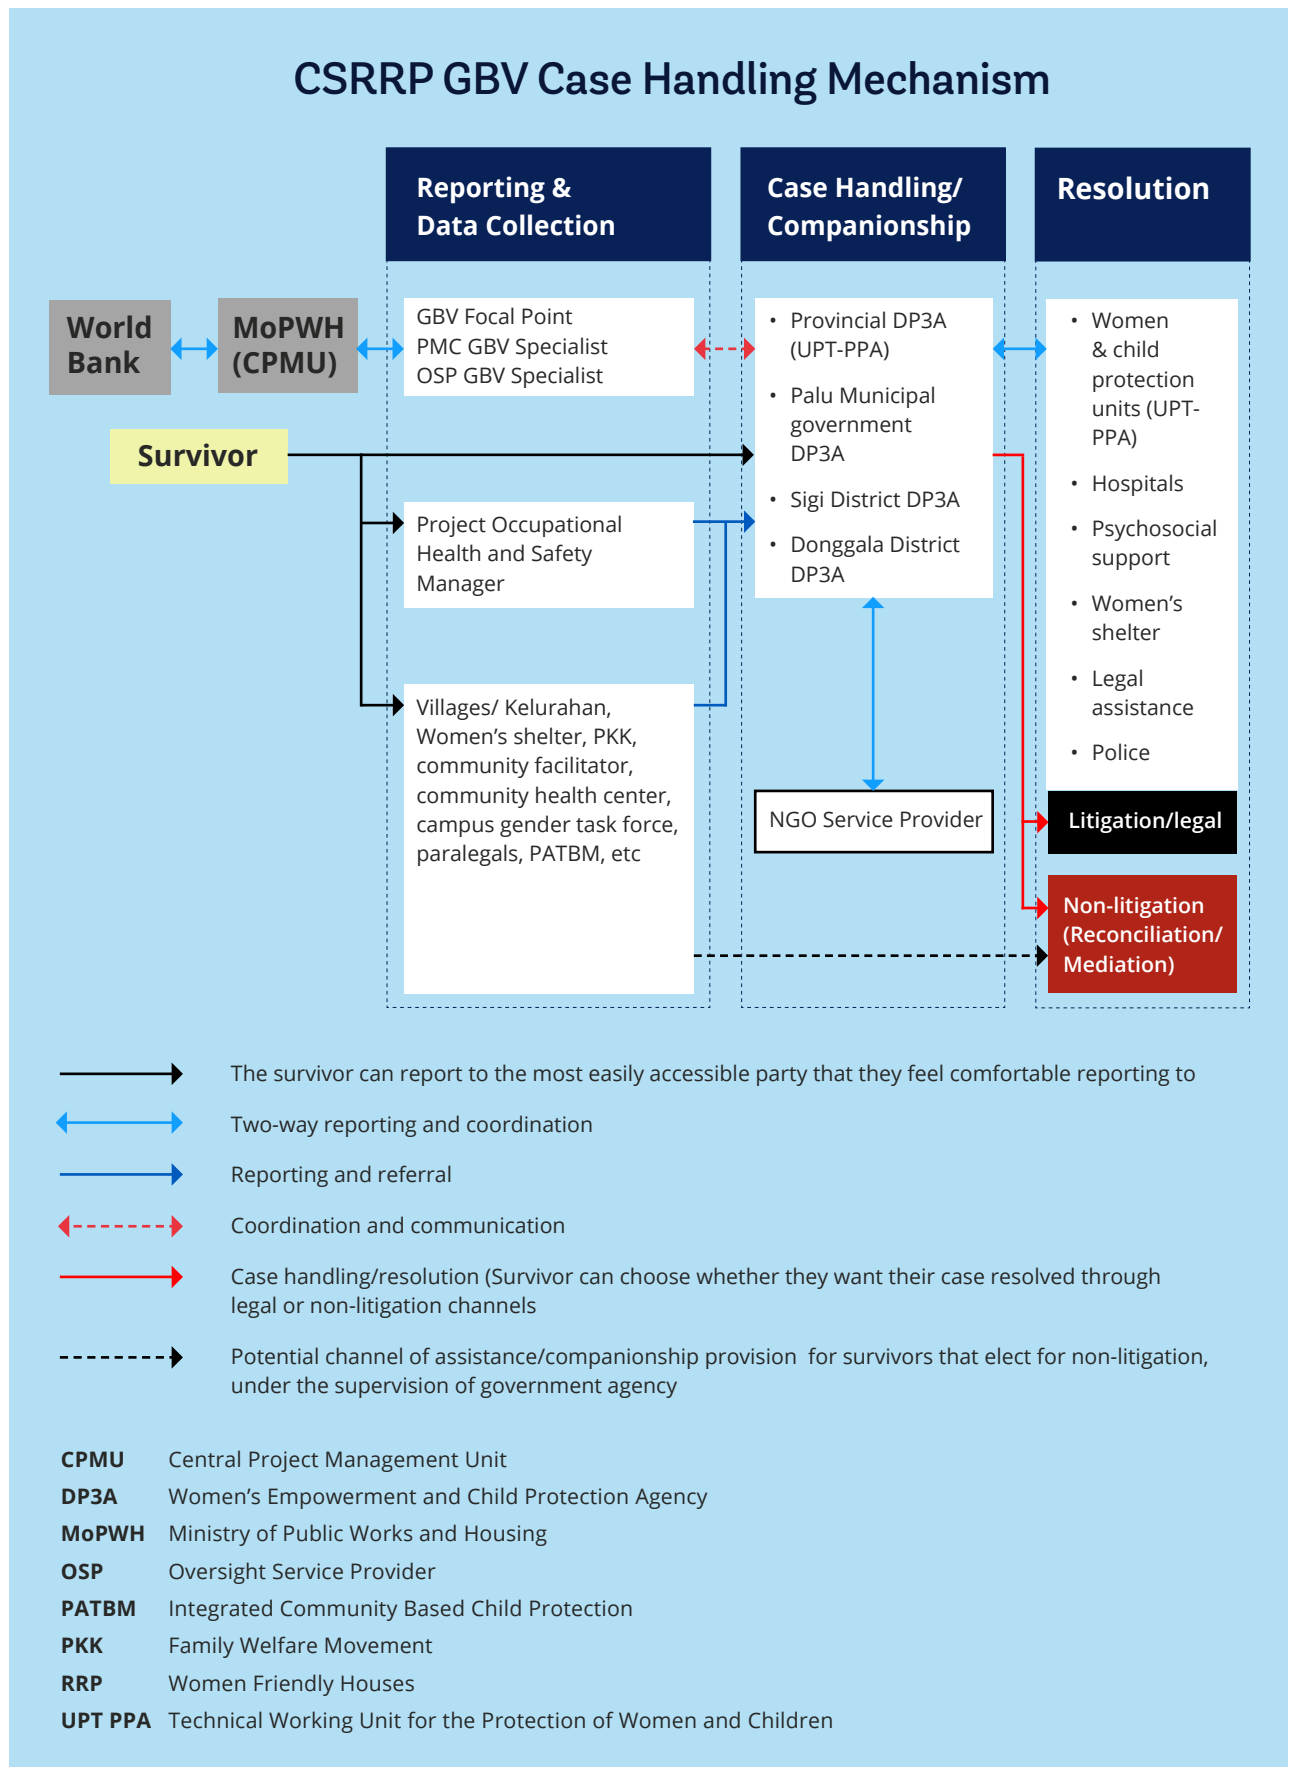 CSRRP GBV Case Handling Mechanism
Reporting &
Data Collection
Case Handling/
Companionship
Resolution
World
Bank
MoPWH
(CPMU)
GBV Focal Point
PMC GBV Specialist
OSP GBV Specialist
Survivor
Project Occupational
Health and Safety
Manager
Villages/ Kelurahan,
Women’s shelter, PKK,
community facilitator,
community health center,
campus gender task force,
paralegals, PATBM, etc
• Provincial DP3A
(UPT-PPA)
• Palu Municipal
government
DP3A
• Sigi District DP3A
• Donggala District
DP3A
NGO Service Provider
• Women
& child
protection
units (UPT-
PPA)
• Hospitals
• Psychosocial
support
• Women’s
shelter
• Legal
assistance
• Police
Litigation/legal
Non-litigation
(Reconciliation/
Mediation)
The survivor can report to the most easily accessible party that they feel comfortable reporting to
Two-way reporting and coordination
Reporting and referral
Coordination and communication
Case handling/resolution (Survivor can choose whether they want their case resolved through
legal or non-litigation channels
Potential channel of assistance/companionship provision for survivors that elect for non-litigation,
under the supervision of government agency
CPMU Central Project Management Unit
DP3A Women’s Empowerment and Child Protection Agency
MoPWH Ministry of Public Works and Housing
OSP Oversight Service Provider
PATBM Integrated Community Based Child Protection
PKK Family Welfare Movement
RRP Women Friendly Houses
UPT PPA Technical Working Unit for the Protection of Women and Children